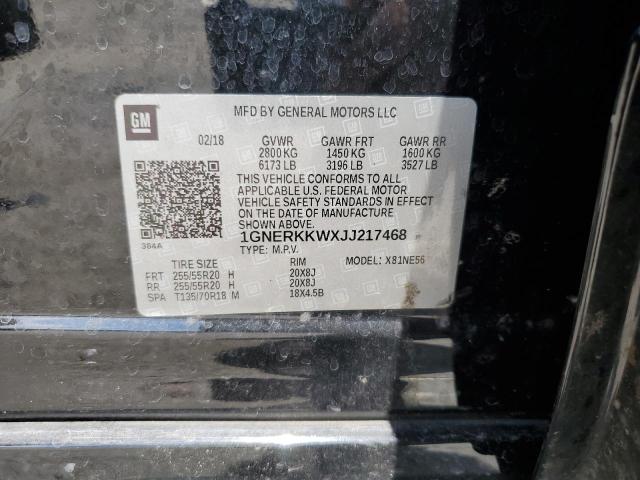 GM
MFD BY GENERAL MOTORS LLC
02/18 GVWR GAWR FRT GAWR RR
2800 KG 1450 KG 1600 KG
6173 LB 3196 LB 3527 LB
THIS VEHICLE CONFORMS TO ALL
APPLICABLE U.S. FEDERAL MOTOR
VEHICLE SAFETY STANDARDS IN EFFECT
ON THE DATE OF MANUFACTURE SHOWN ABOVE.
384A
1GNERKKWXJJ217468
TYPE: M.P.V. MODEL: X81NE56
TIRE SIZE RIM
FRT 255/55R20 H 20X8J
RR 255/55R20 H 20X8J
SPA T135/70R18 M 18X4.5B